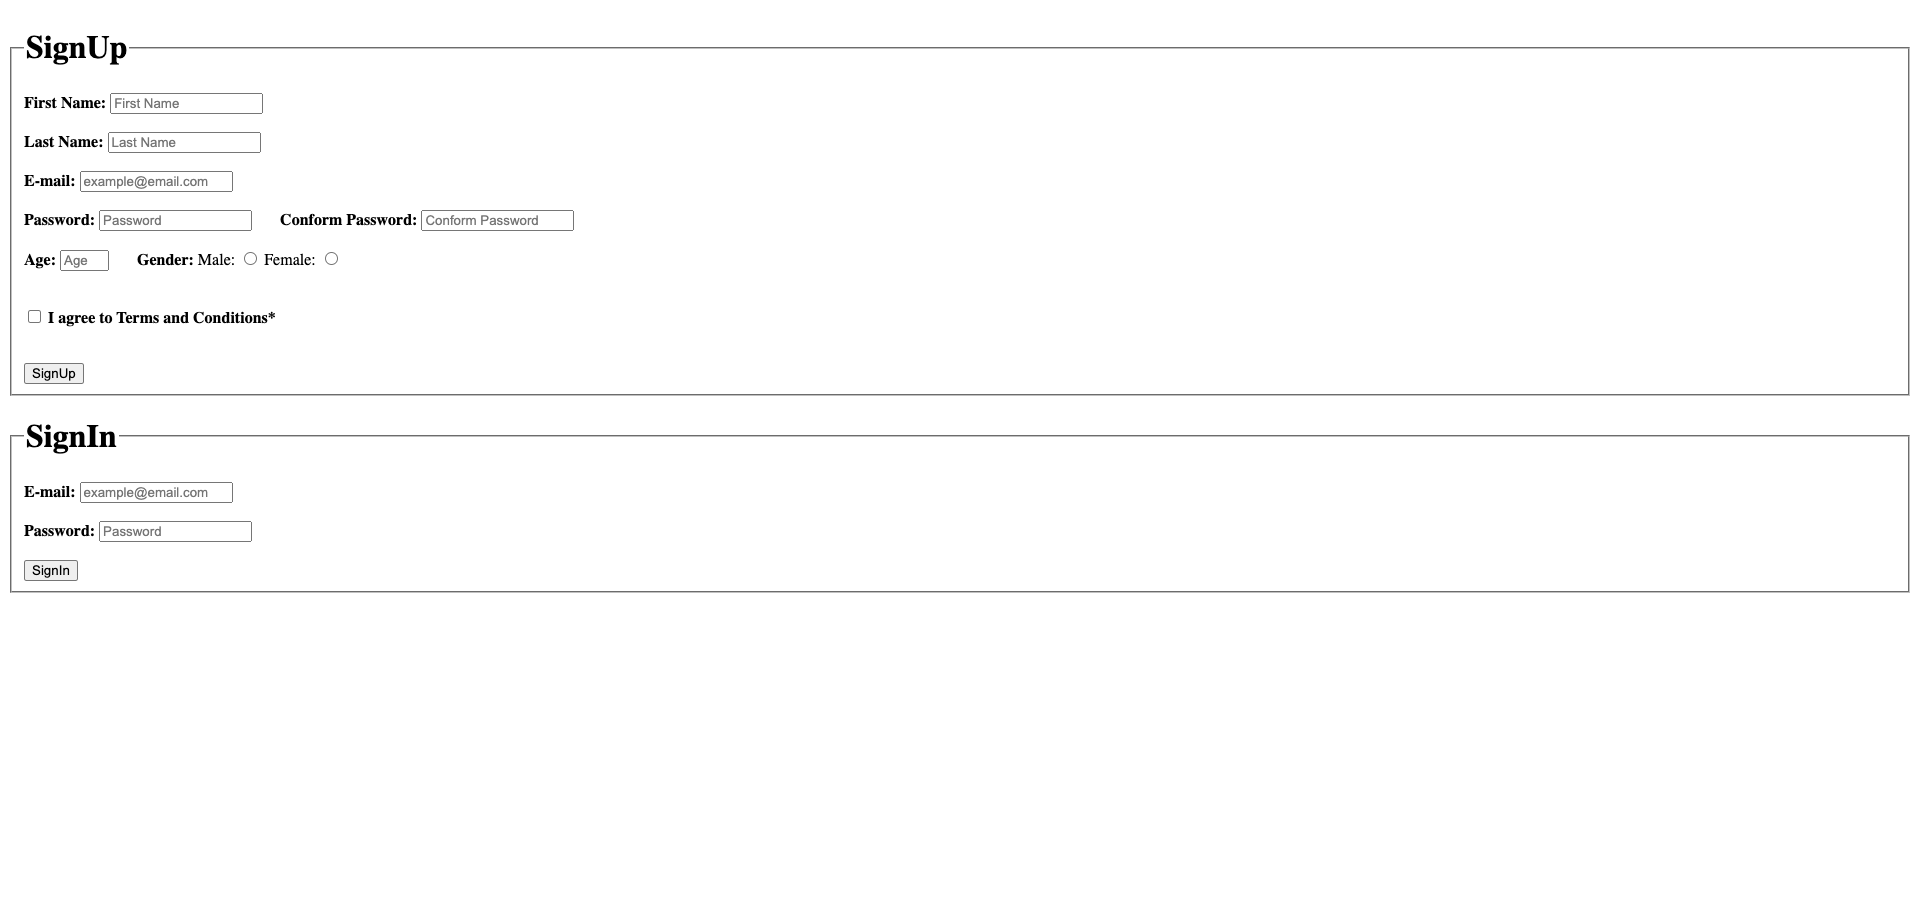 SignUp
First Name: First Name
Last Name: Last Name
E-mail: example@email.com
Password: Password Conform Password: Conform Password
Age: Age Gender: Male: Female:
I agree to Terms and Conditions*
SignUp
SignIn
E-mail: example@email.com
Password: Password
SignIn